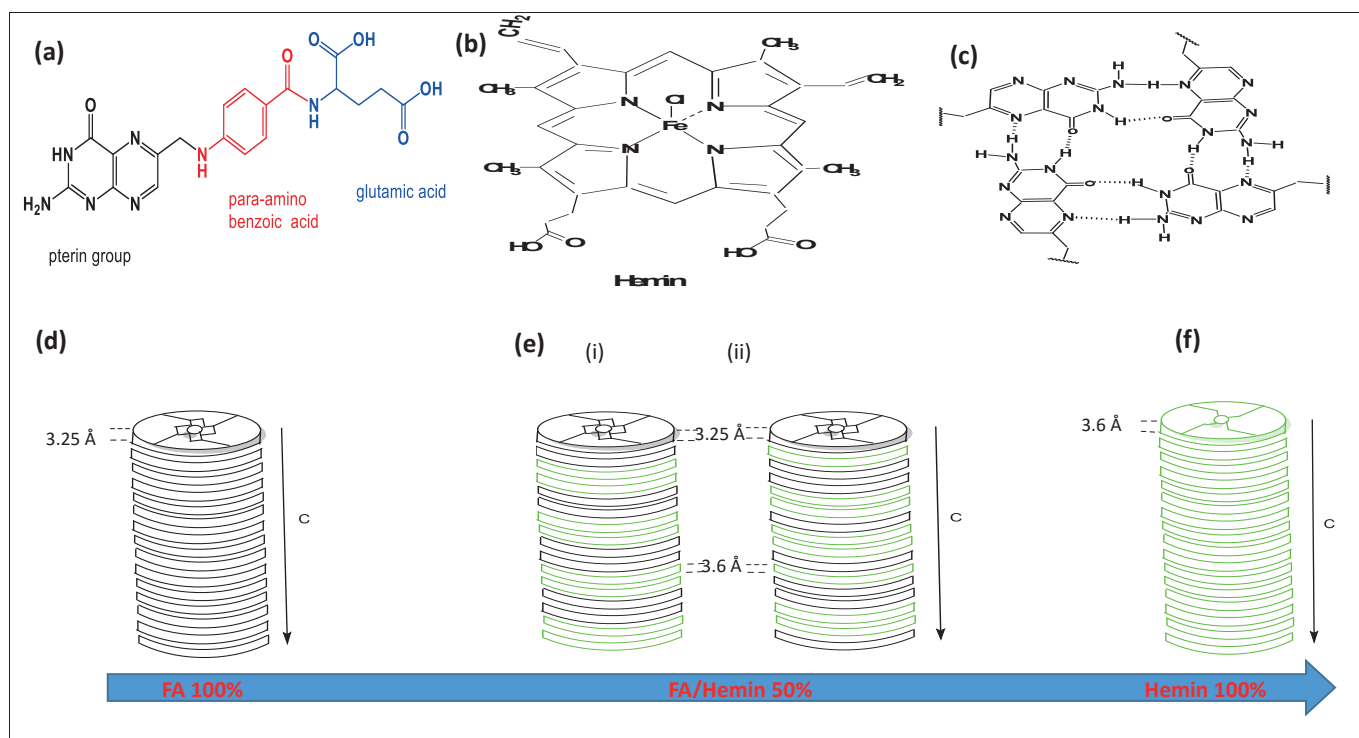 (a)
O OH
O
O
N
H
OH
O
O
HN
N
N
H
H₂N
N
N
para-amino
benzoic acid
glutamic acid
pterin group
(b)
CH₂
CH₃
CH₃
CH₂
N
Cl
N
Fe
N
N
CH₃
CH₃
HO
O
HO
O
Hemin
(c)
H
N
N
N
H
N
N
N
N
N
H
O
O
N
N
H
H
H
H
N
H
N
H
H
N
N
O
N
O
H
N
O
N
N
N
N
H
N
N
N
H
(d)
3.25 Å
C
(e)
(i)
(ii)
3.25 Å
3.6 Å
C
(f)
3.6 Å
C
FA 100%
FA/Hemin 50%
Hemin 100%